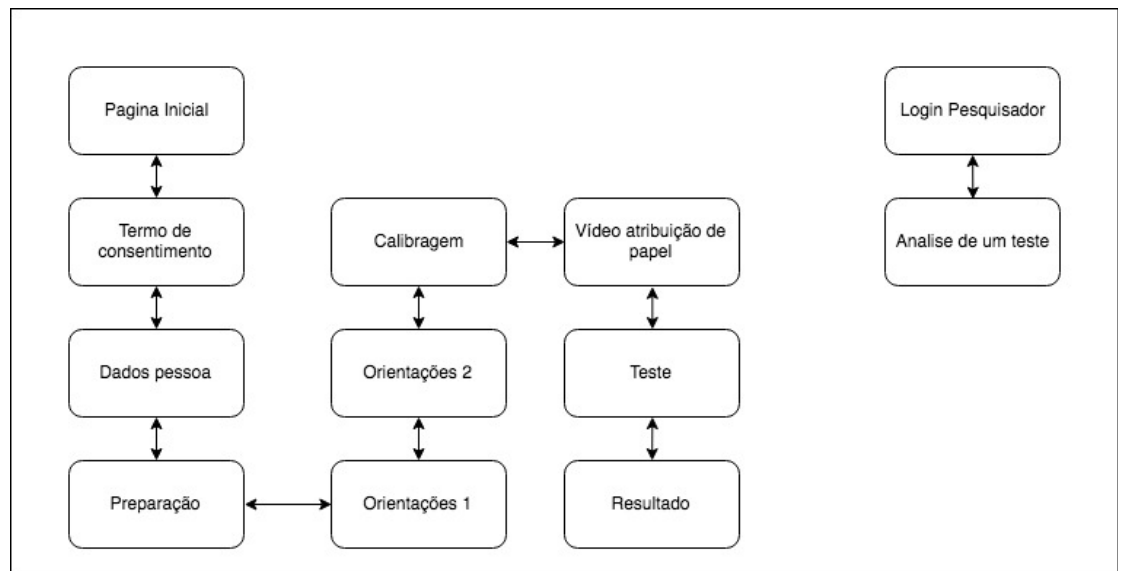 Pagina Inicial
Termo de
consentimento
Dados pessoa
Preparação
Orientações 1
Orientações 2
Calibragem
Vídeo atribuição de
papel
Teste
Resultado
Login Pesquisador
Analise de um teste